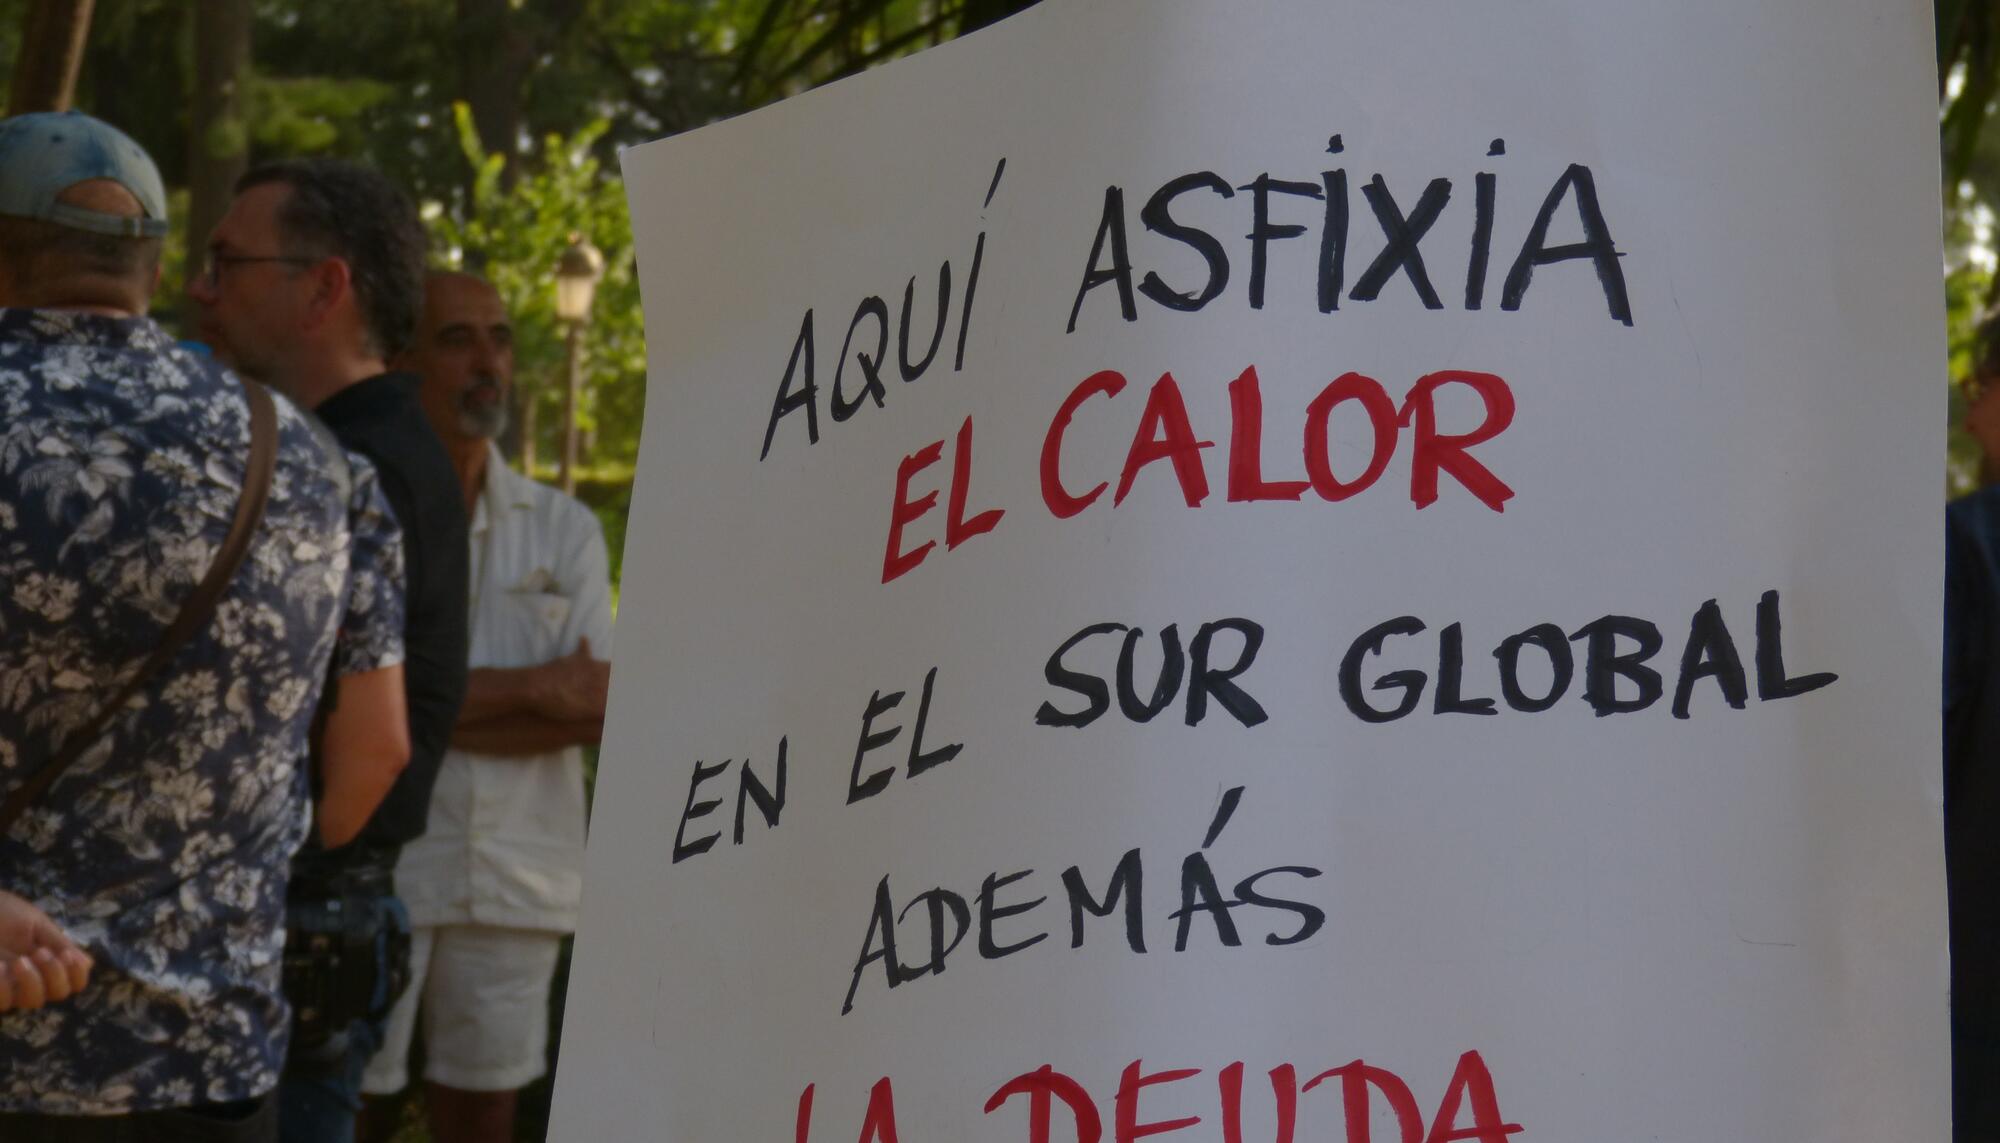 AQUÍ ASFIXIA
EL CALOR
EN EL SUR GLOBAL
ADEMÁS
LA DEUDA